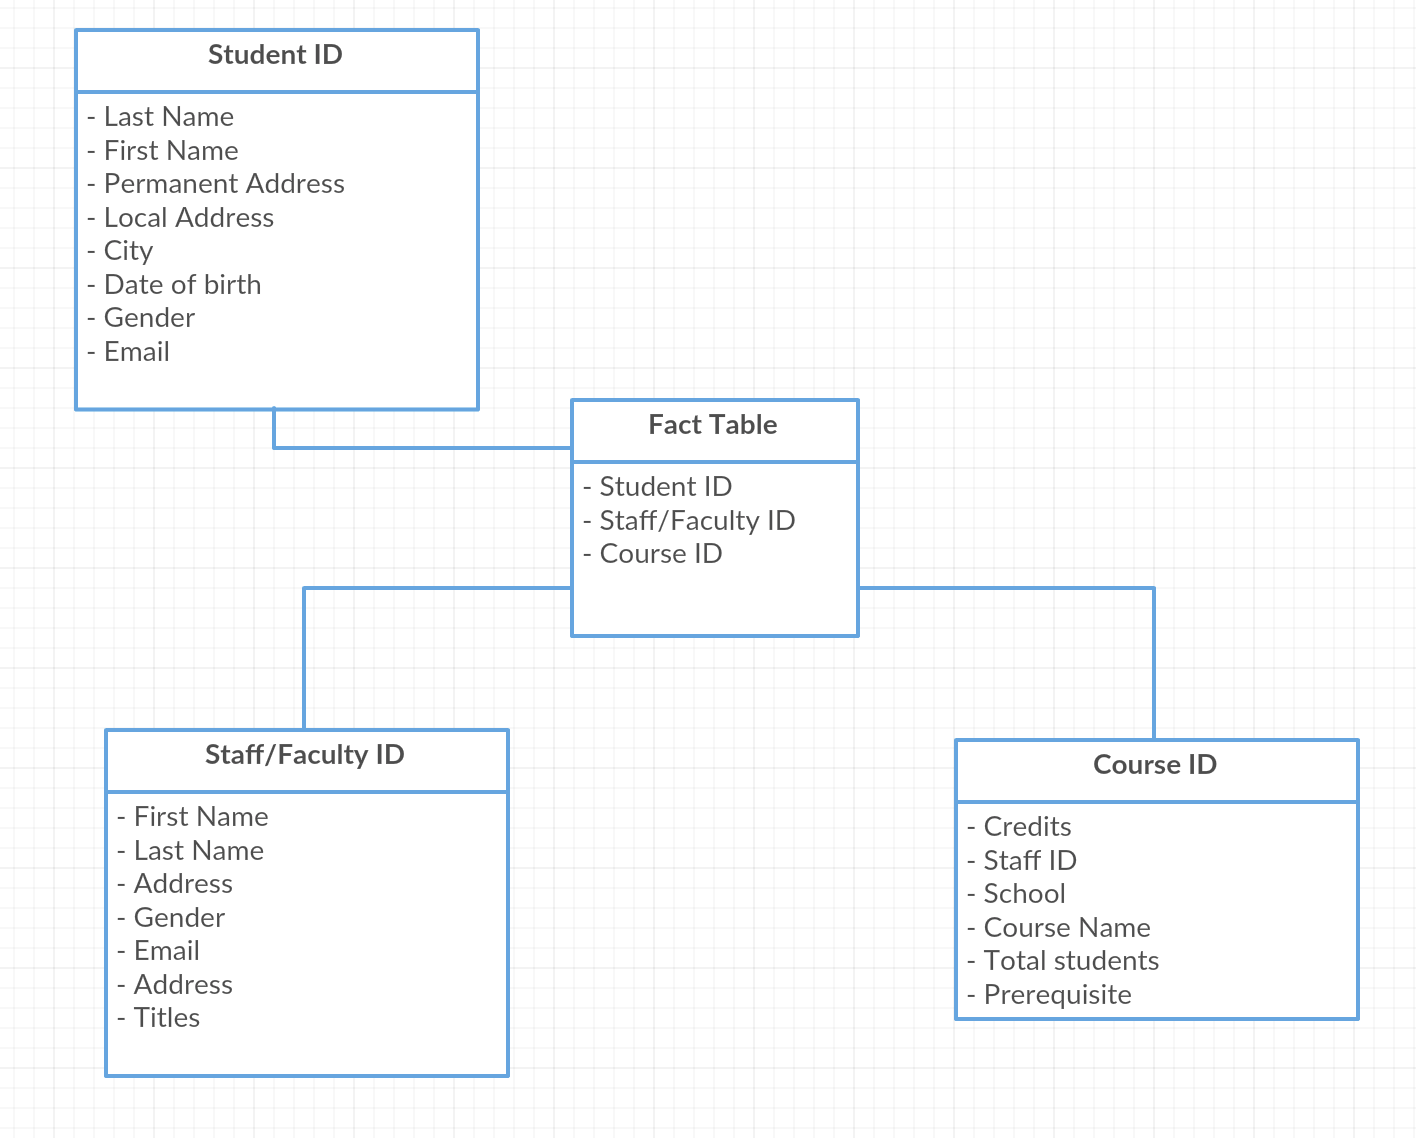 Student ID
- Last Name
- First Name
- Permanent Address
- Local Address
- City
- Date of birth
- Gender
- Email
Fact Table
- Student ID
- Staff/Faculty ID
- Course ID
Staff/Faculty ID
- First Name
- Last Name
- Address
- Gender
- Email
- Address
- Titles
Course ID
- Credits
- Staff ID
- School
- Course Name
- Total students
- Prerequisite